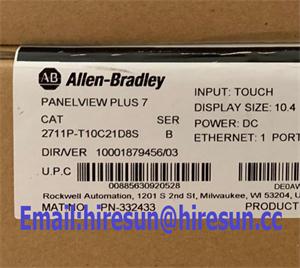 AB Allen-Bradley
PANELVIEW PLUS 7
CAT SER
2711P-T10C21D8S B
DIR/VER 10001879456/03
U.P.C
00885630920528
INPUT: TOUCH
DISPLAY SIZE: 10.4
POWER: DC
ETHERNET: 1 PORT
DE0AW
Rockwell Automation, 1201 S 2nd St, Milwaukee, WI 53204, U
MAT NO PN-332433 PRODUCT
Email:hiresun@hiresun.cc